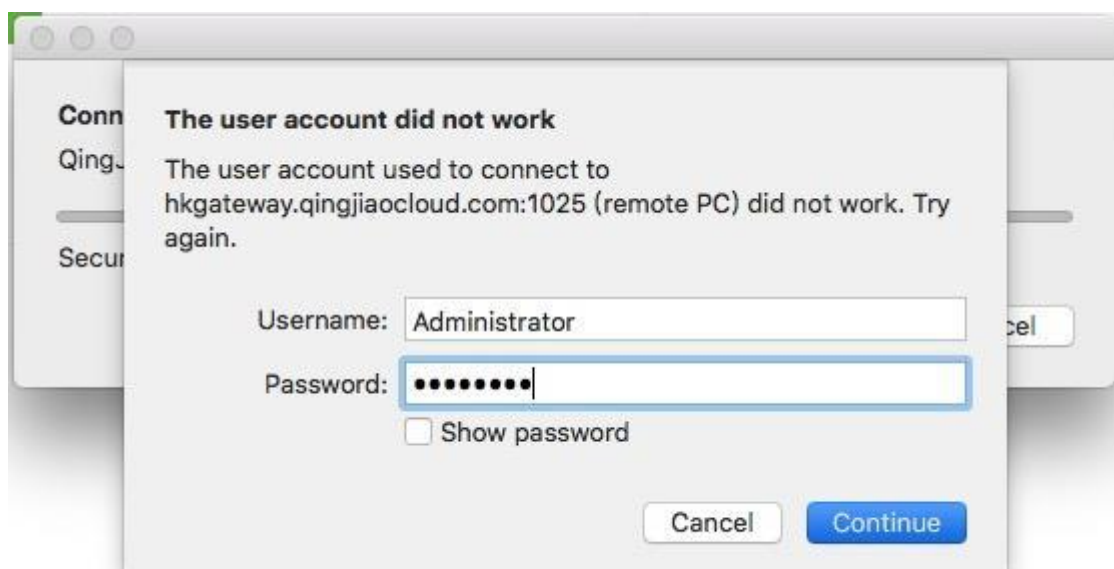 Conn
The user account did not work
QingJ
The user account used to connect to
hkgateway.qingjiaocloud.com:1025 (remote PC) did not work. Try
again.
Secur
Username: Administrator
cel
Password: ••••••••
Show password
Cancel Continue